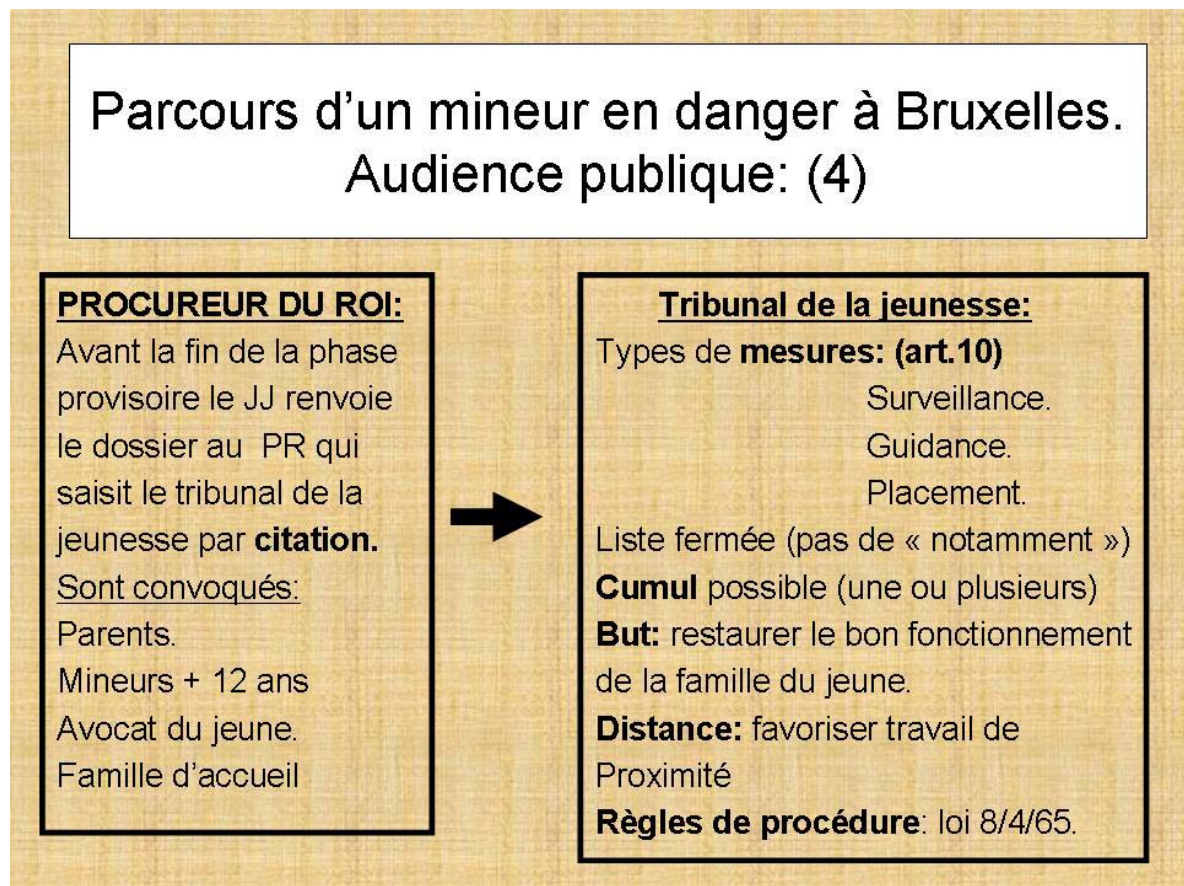 Parcours d’un mineur en danger à Bruxelles.
Audience publique: (4)
PROCUREUR DU ROI:
Avant la fin de la phase
provisoire le JJ renvoie
le dossier au  PR qui
saisit le tribunal de la
jeunesse par citation.
Sont convoqués:
Parents.
Mineurs + 12 ans
Avocat du jeune.
Famille d’accueil
Tribunal de la jeunesse:
Types de mesures: (art.10)
Surveillance.
Guidance.
Placement.
Liste fermée (pas de « notamment »)
Cumul possible (une ou plusieurs)
But: restaurer le bon fonctionnement
de la famille du jeune.
Distance: favoriser travail de
Proximité
Règles de procédure: loi 8/4/65.